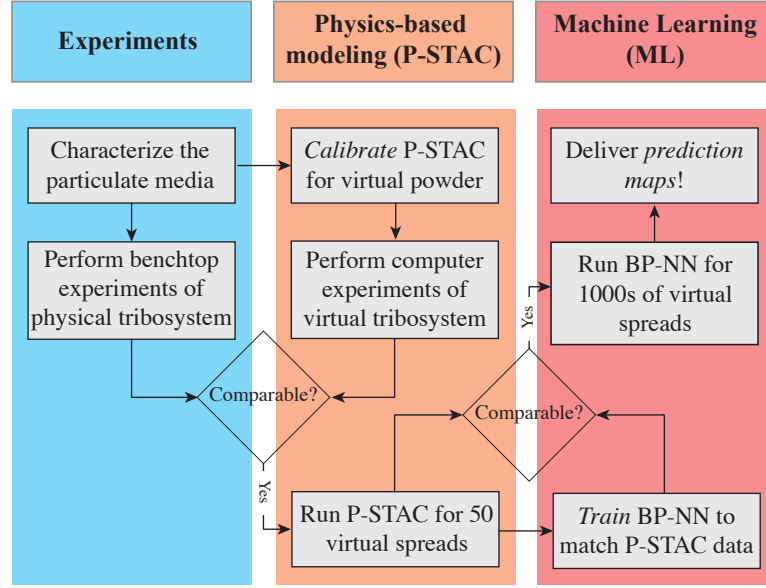 Experiments
Physics-based
modeling (P-STAC)
Machine Learning
(ML)
Characterize the
particulate media
Calibrate P-STAC
for virtual powder
Deliver prediction
maps!
Perform benchtop
experiments of
physical tribosystem
Perform computer
experiments of
virtual tribosystem
Run BP-NN for
1000s of virtual
spreads
Yes
Comparable?
Comparable?
Yes
Run P-STAC for 50
virtual spreads
Train BP-NN to
match P-STAC data